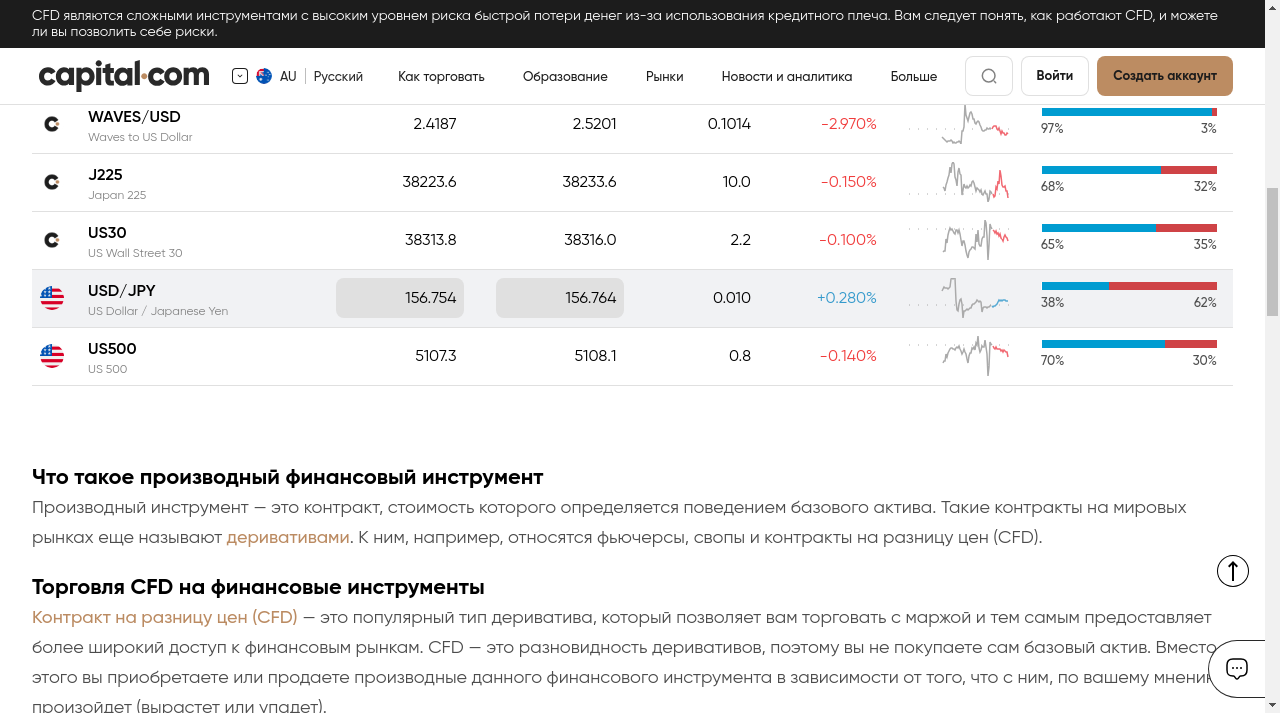 CFD являются сложными инструментами с высоким уровнем риска быстрой потери денег из-за использования кредитного плеча. Вам следует понять, как работают CFD, и можете
ли вы позволить себе риски.
capital.com AU Русский Как торговать Образование Рынки Новости и аналитика Больше Войти Создать аккаунт
WAVES/USD 2.4187 2.5201 0.1014 -2.970%
Waves to US Dollar 97% 3%
J225 38223.6 38233.6 10.0 -0.150%
Japan 225 68% 32%
US30 38313.8 38316.0 2.2 -0.100%
US Wall Street 30 65% 35%
USD/JPY 156.754 156.764 0.010 +0.280%
US Dollar / Japanese Yen 38% 62%
US500 5107.3 5108.1 0.8 -0.140%
US 500 70% 30%
Что такое производный финансовый инструмент
Производный инструмент — это контракт, стоимость которого определяется поведением базового актива. Такие контракты на мировых
рынках еще называют деривативами. К ним, например, относятся фьючерсы, свопы и контракты на разницу цен (CFD).
Торговля CFD на финансовые инструменты
Контракт на разницу цен (CFD) — это популярный тип дериватива, который позволяет вам торговать с маржой и тем самым предоставляет
более широкий доступ к финансовым рынкам. CFD — это разновидность деривативов, поэтому вы не покупаете сам базовый актив. Вместо
этого вы приобретаете или продаете производные данного финансового инструмента в зависимости от того, что с ним, по вашему мнению
произойдет (вырастет или упадет).